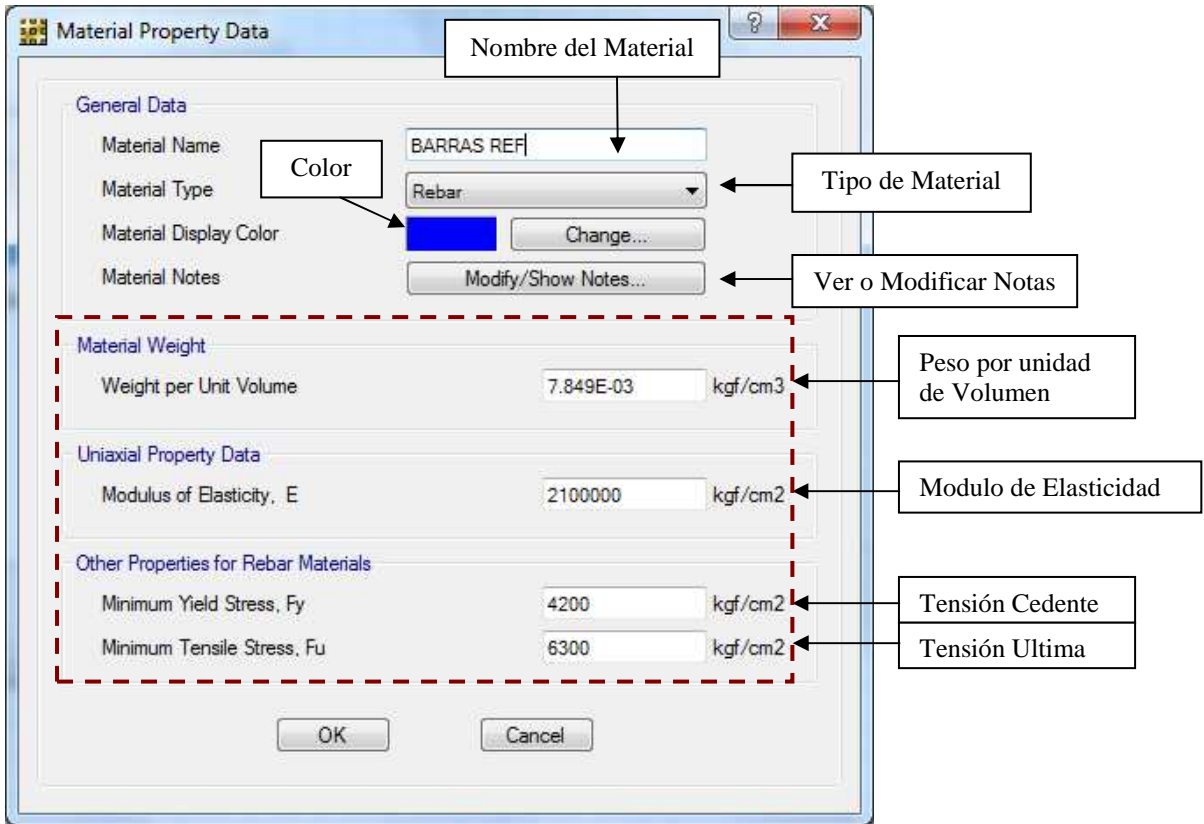 Material Property Data
?
X
Nombre del Material
General Data
Material Name
BARRAS REF
Color
Material Type
Rebar
Tipo de Material
Material Display Color
Change...
Material Notes
Modify/Show Notes...
Ver o Modificar Notas
Material Weight
Weight per Unit Volume
7.849E-03
kgf/cm3
Peso por unidad
de Volumen
Uniaxial Property Data
Modulus of Elasticity, E
2100000
kgf/cm2
Modulo de Elasticidad
Other Properties for Rebar Materials
Minimum Yield Stress, Fy
4200
kgf/cm2
Tensión Cedente
Minimum Tensile Stress, Fu
6300
kgf/cm2
Tensión Ultima
OK
Cancel